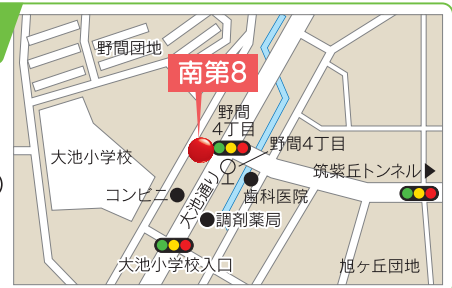 野間団地
南第8
野間
4丁目
野間4丁目
大池小学校
筑紫丘トンネル▶
コンビニ
大池通り
歯科医院
調剤薬局
大池小学校入口
旭ヶ丘団地
)